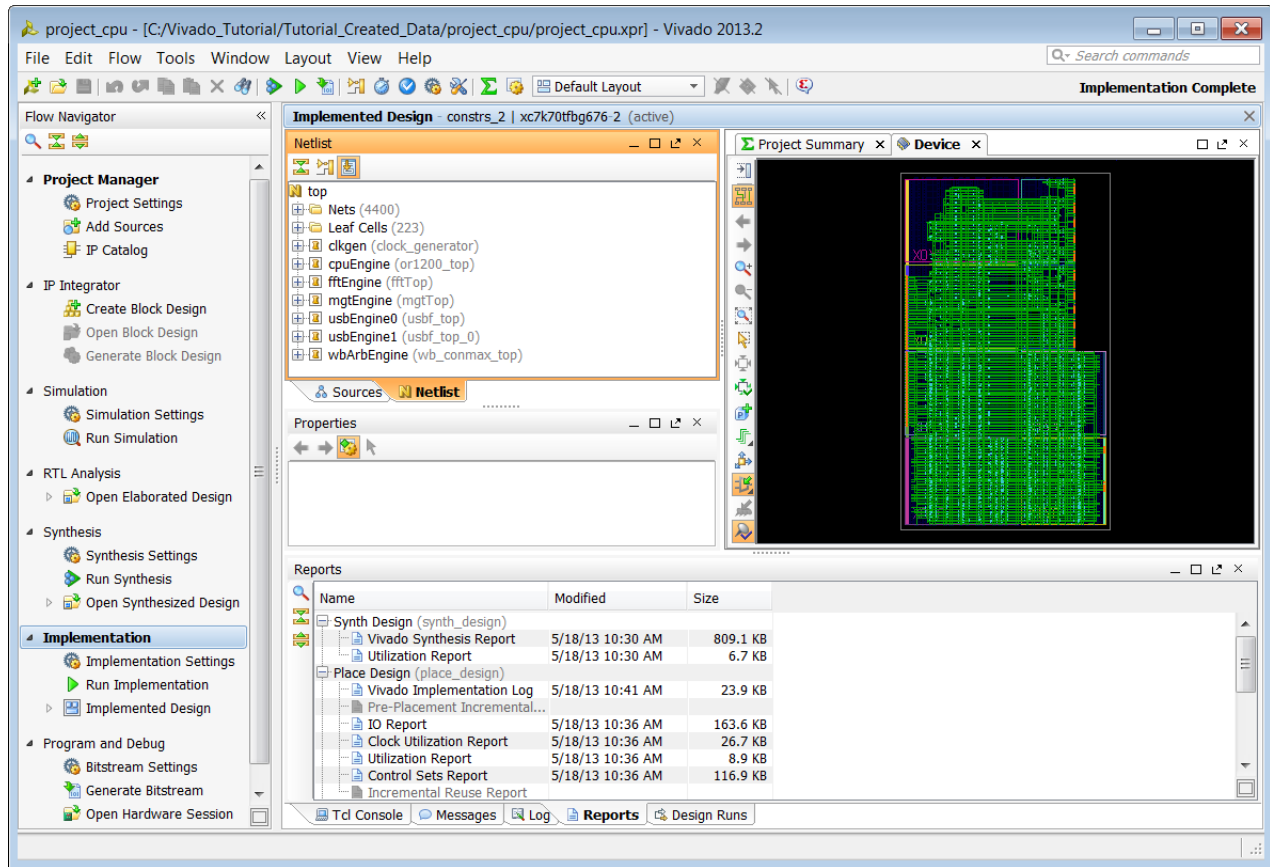 project_cpu - [C:/Vivado_Tutorial/Tutorial_Created_Data/project_cpu/project_cpu.xpr] - Vivado 2013.2
File Edit Flow Tools Window Layout View Help
Search commands
Default Layout
Implementation Complete
Flow Navigator
Project Manager
Project Settings
Add Sources
IP Catalog
IP Integrator
Create Block Design
Open Block Design
Generate Block Design
Simulation
Simulation Settings
Run Simulation
RTL Analysis
Open Elaborated Design
Synthesis
Synthesis Settings
Run Synthesis
Open Synthesized Design
Implementation
Implementation Settings
Run Implementation
Implemented Design
Program and Debug
Bitstream Settings
Generate Bitstream
Open Hardware Session
Implemented Design - constrs_2 | xc7k70tfbg676-2 (active)
Netlist
top
Nets (4400)
Leaf Cells (223)
clkgen (clock_generator)
cpuEngine (or1200_top)
fftEngine (fftTop)
mgtEngine (mgtTop)
usbEngine0 (usbf_top)
usbEngine1 (usbf_top_0)
wbArbEngine (wb_conmax_top)
Sources Netlist
Properties
Project Summary Device
Reports
Name Modified Size
Synth Design (synth_design)
Vivado Synthesis Report 5/18/13 10:30 AM 809.1 KB
Utilization Report 5/18/13 10:30 AM 6.7 KB
Place Design (place_design)
Vivado Implementation Log 5/18/13 10:41 AM 23.9 KB
Pre-Placement Incremental...
IO Report 5/18/13 10:36 AM 163.6 KB
Clock Utilization Report 5/18/13 10:36 AM 26.7 KB
Utilization Report 5/18/13 10:36 AM 8.9 KB
Control Sets Report 5/18/13 10:36 AM 116.9 KB
Incremental Reuse Report
Tcl Console Messages Log Reports Design Runs